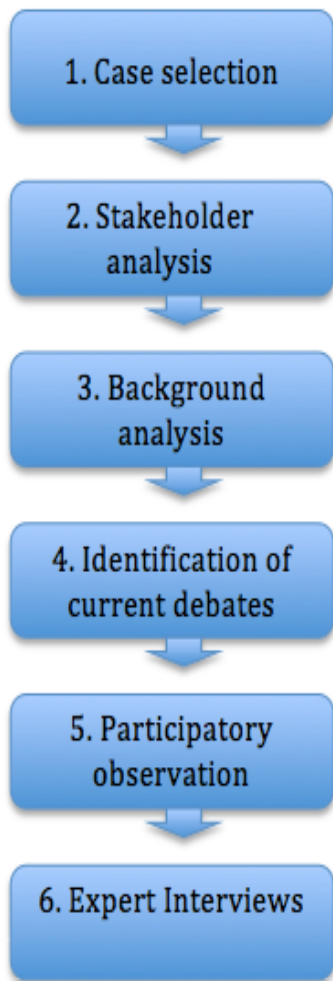 1. Case selection
2. Stakeholder
analysis
3. Background
analysis
4. Identification of
current debates
5. Participatory
observation
6. Expert Interviews